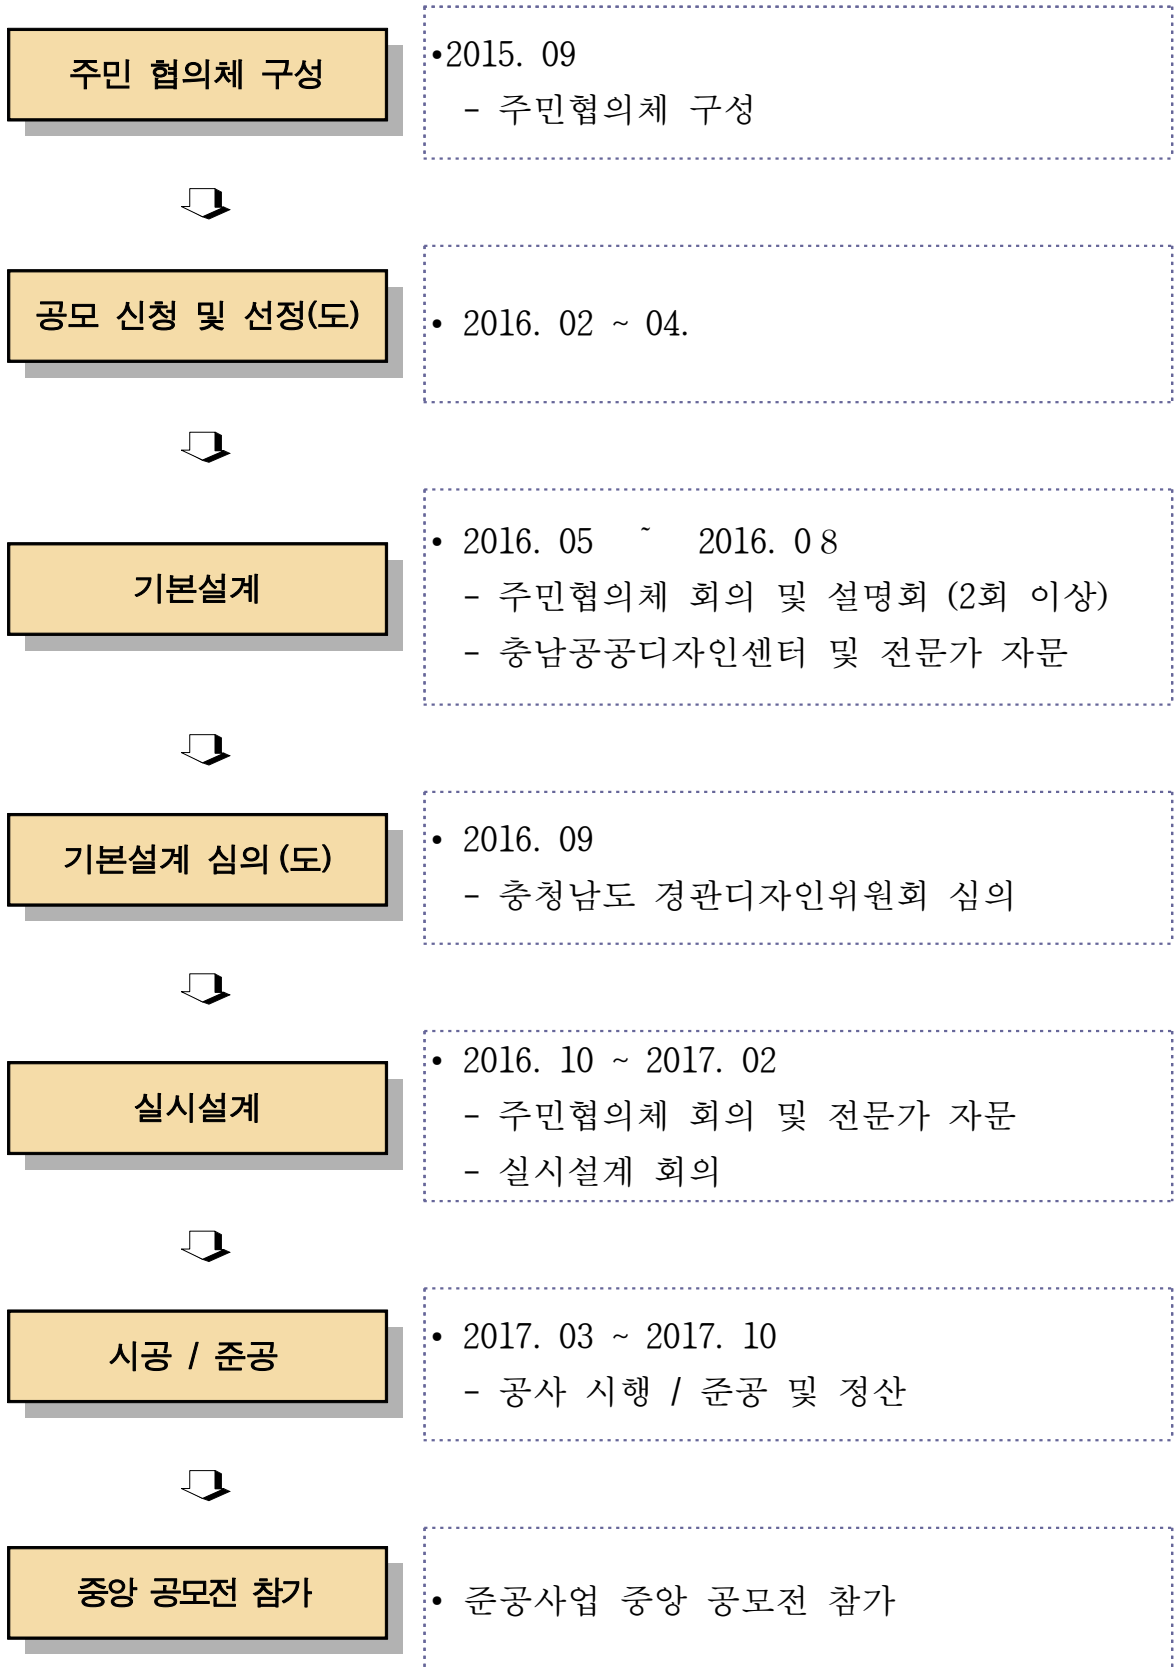 주민 협의체 구성
•2015. 09
- 주민협의체 구성
공모 신청 및 선정(도)
• 2016. 02 ~ 04.
기본설계
• 2016. 05 ~ 2016. 0８
- 주민협의체 회의 및 설명회 (2회 이상)
- 충남공공디자인센터 및 전문가 자문
기본설계 심의(도)
• 2016. 09
- 충청남도 경관디자인위원회 심의
실시설계
• 2016. 10 ~ 2017. 02
- 주민협의체 회의 및 전문가 자문
- 실시설계 회의
시공 / 준공
• 2017. 03 ~ 2017. 10
- 공사 시행 / 준공 및 정산
중앙 공모전 참가
• 준공사업 중앙 공모전 참가